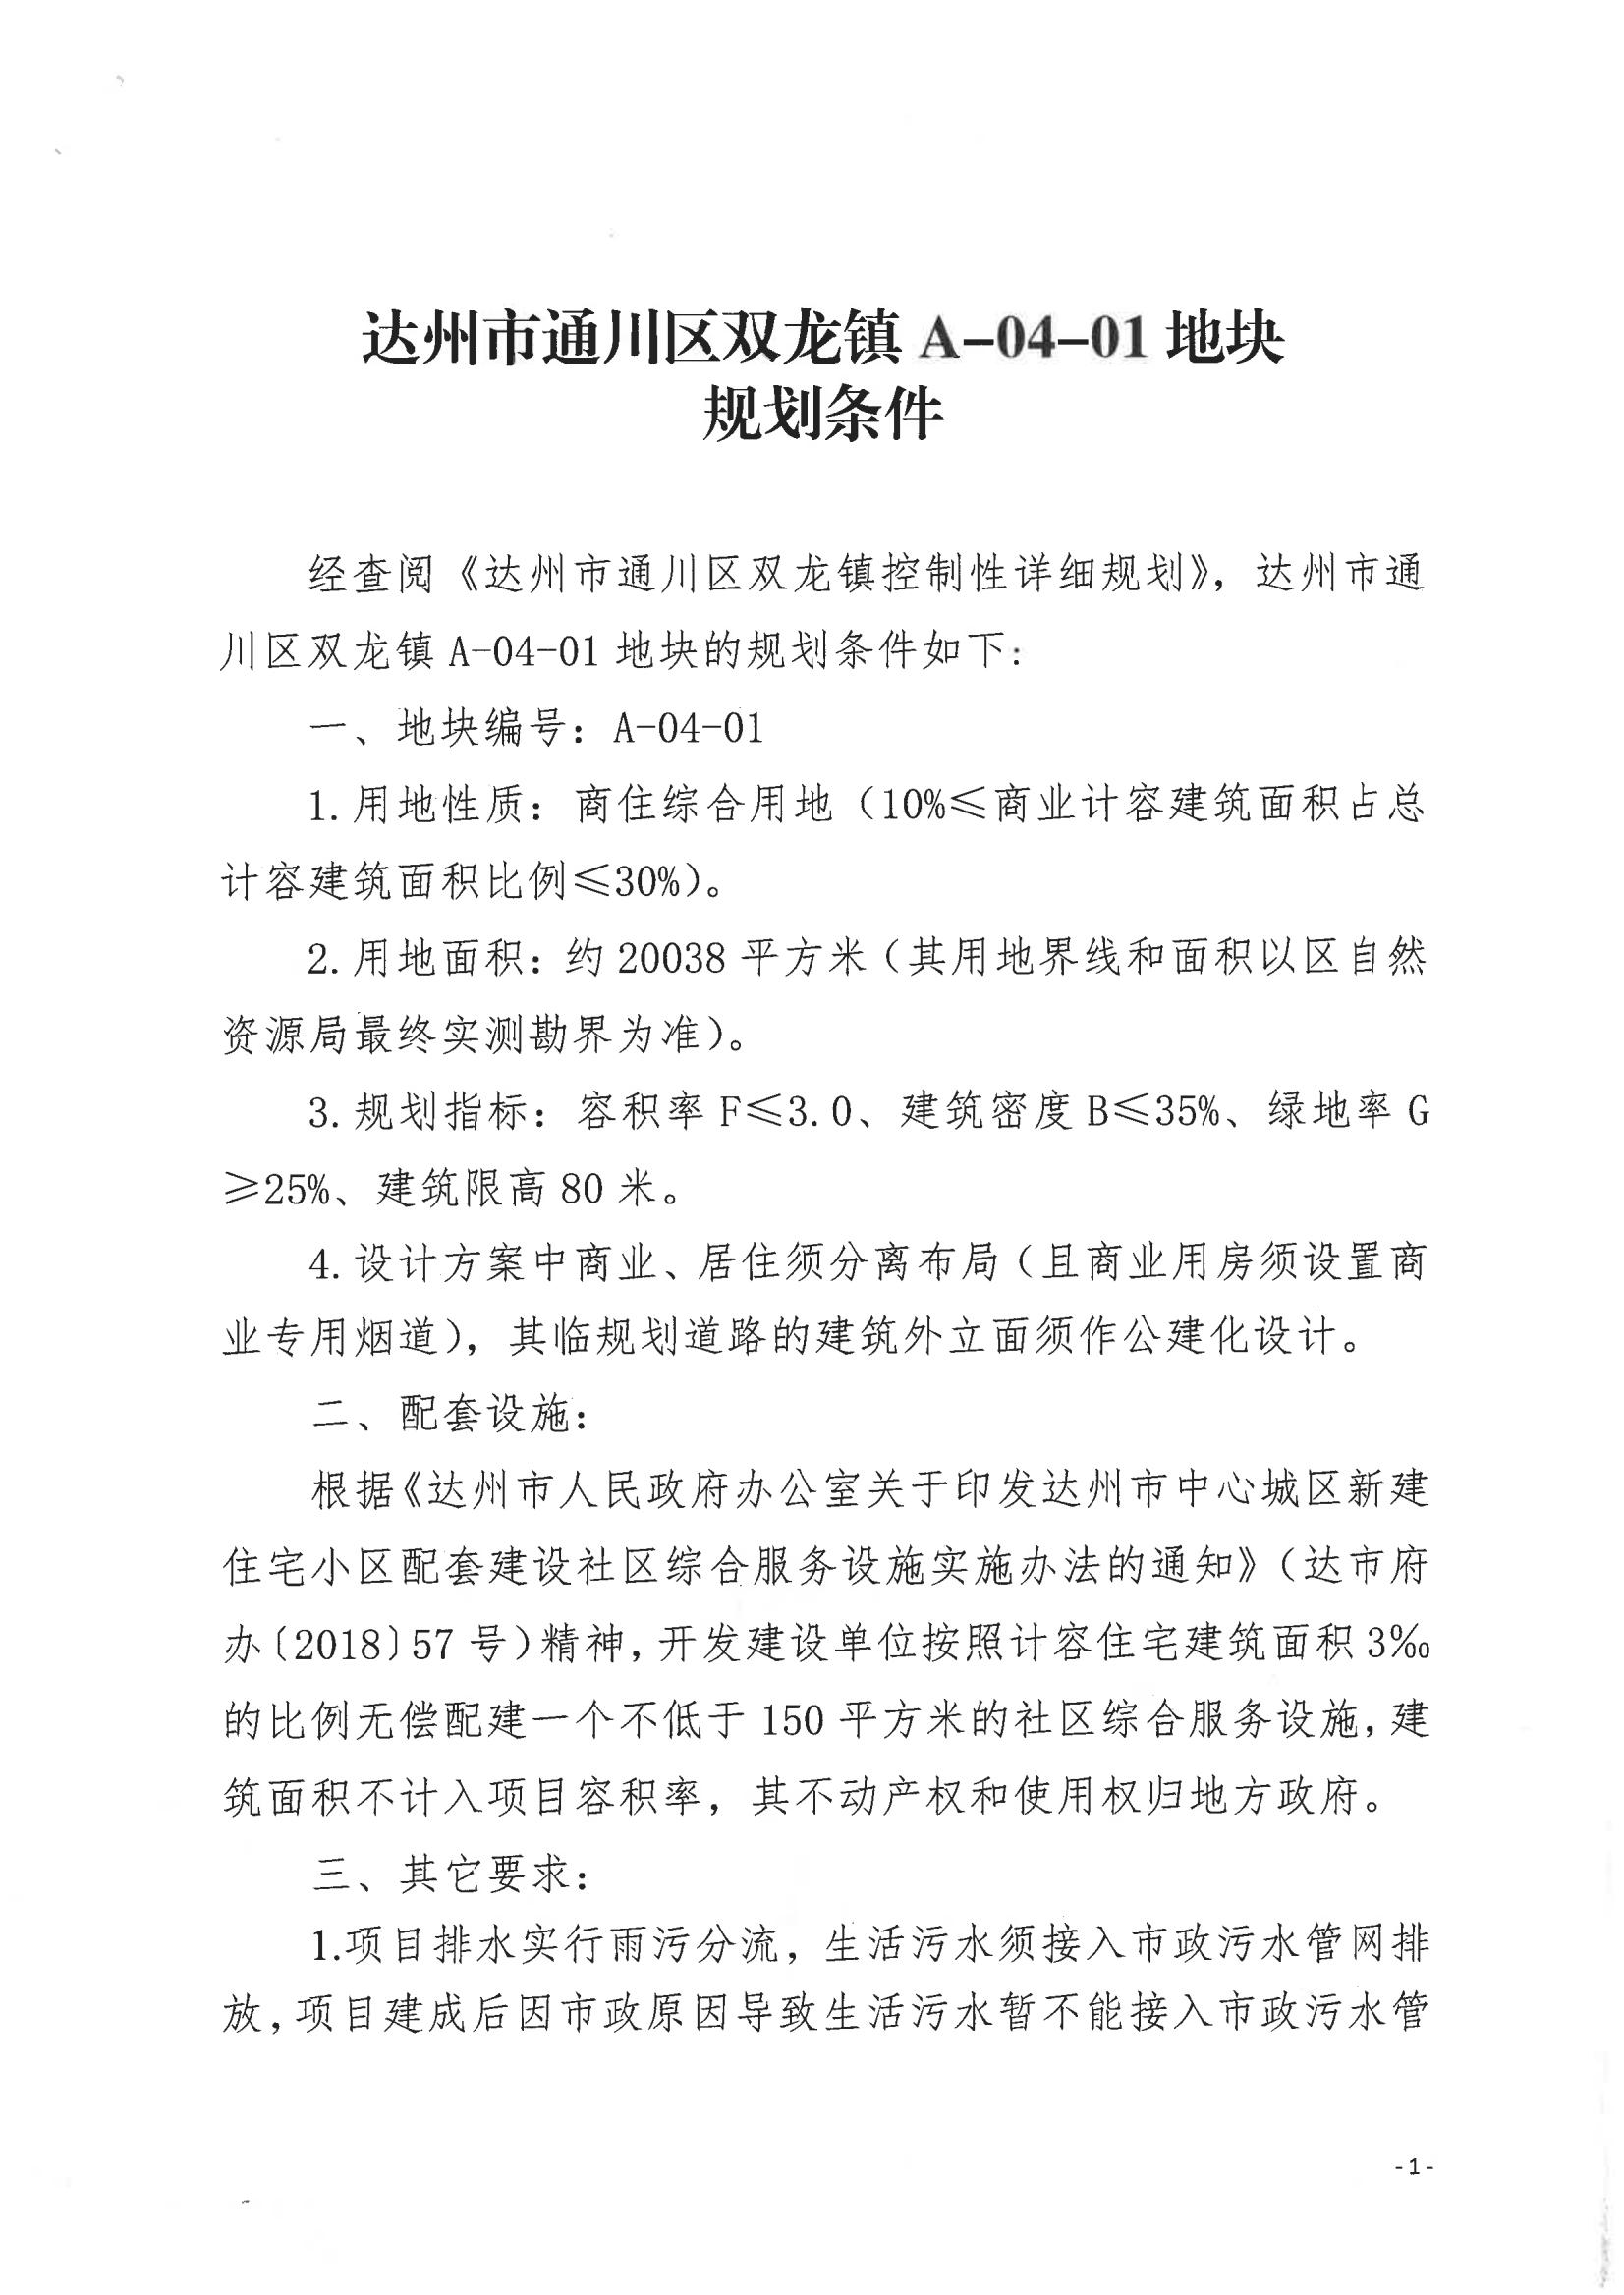 达州市通川区双龙镇 A-04-01 地块
规划条件
经查阅《达州市通川区双龙镇控制性详细规划》，达州市通
川区双龙镇 A-04-01 地块的规划条件如下：
一、地块编号：A-04-01
1.用地性质：商住综合用地（10%≤商业计容建筑面积占总
计容建筑面积比例≤30%）。
2.用地面积：约 20038 平方米（其用地界线和面积以区自然
资源局最终实测勘界为准）。
3.规划指标：容积率 F≤3.0、建筑密度 B≤35%、绿地率 G
≥25%、建筑限高 80 米。
4.设计方案中商业、居住须分离布局（且商业用房须设置商
业专用烟道），其临规划道路的建筑外立面须作公建化设计。
二、配套设施：
根据《达州市人民政府办公室关于印发达州市中心城区新建
住宅小区配套建设社区综合服务设施实施办法的通知》（达市府
办〔2018〕57 号）精神，开发建设单位按照计容住宅建筑面积 3‰
的比例无偿配建一个不低于 150 平方米的社区综合服务设施，建
筑面积不计入项目容积率，其不动产权和使用权归地方政府。
三、其它要求：
1.项目排水实行雨污分流，生活污水须接入市政污水管网排
放，项目建成后因市政原因导致生活污水暂不能接入市政污水管
- 1 -